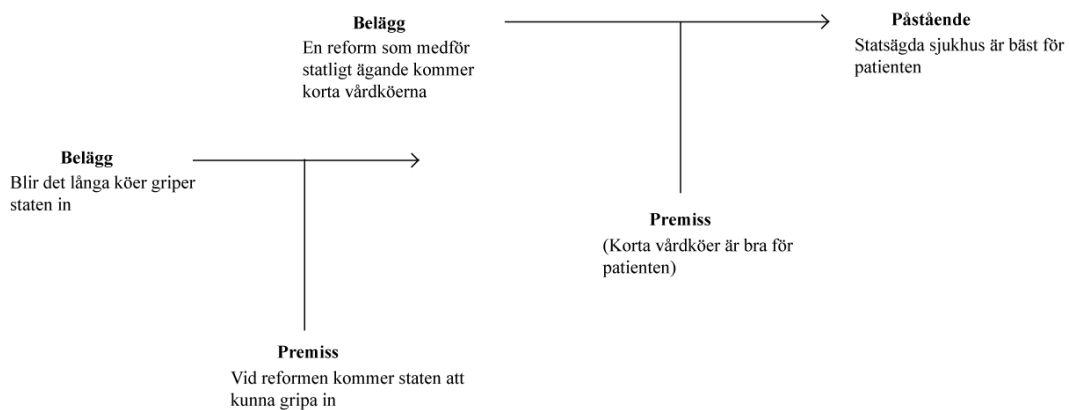 Belägg
En reform som medför
statligt ägande kommer
korta vårdköerna
Påstående
Statsägda sjukhus är bäst för
patienten
Belägg
Blir det långa köer griper
staten in
Premiss
(Korta vårdköer är bra för
patienten)
Premiss
Vid reformen kommer staten att
kunna gripa in